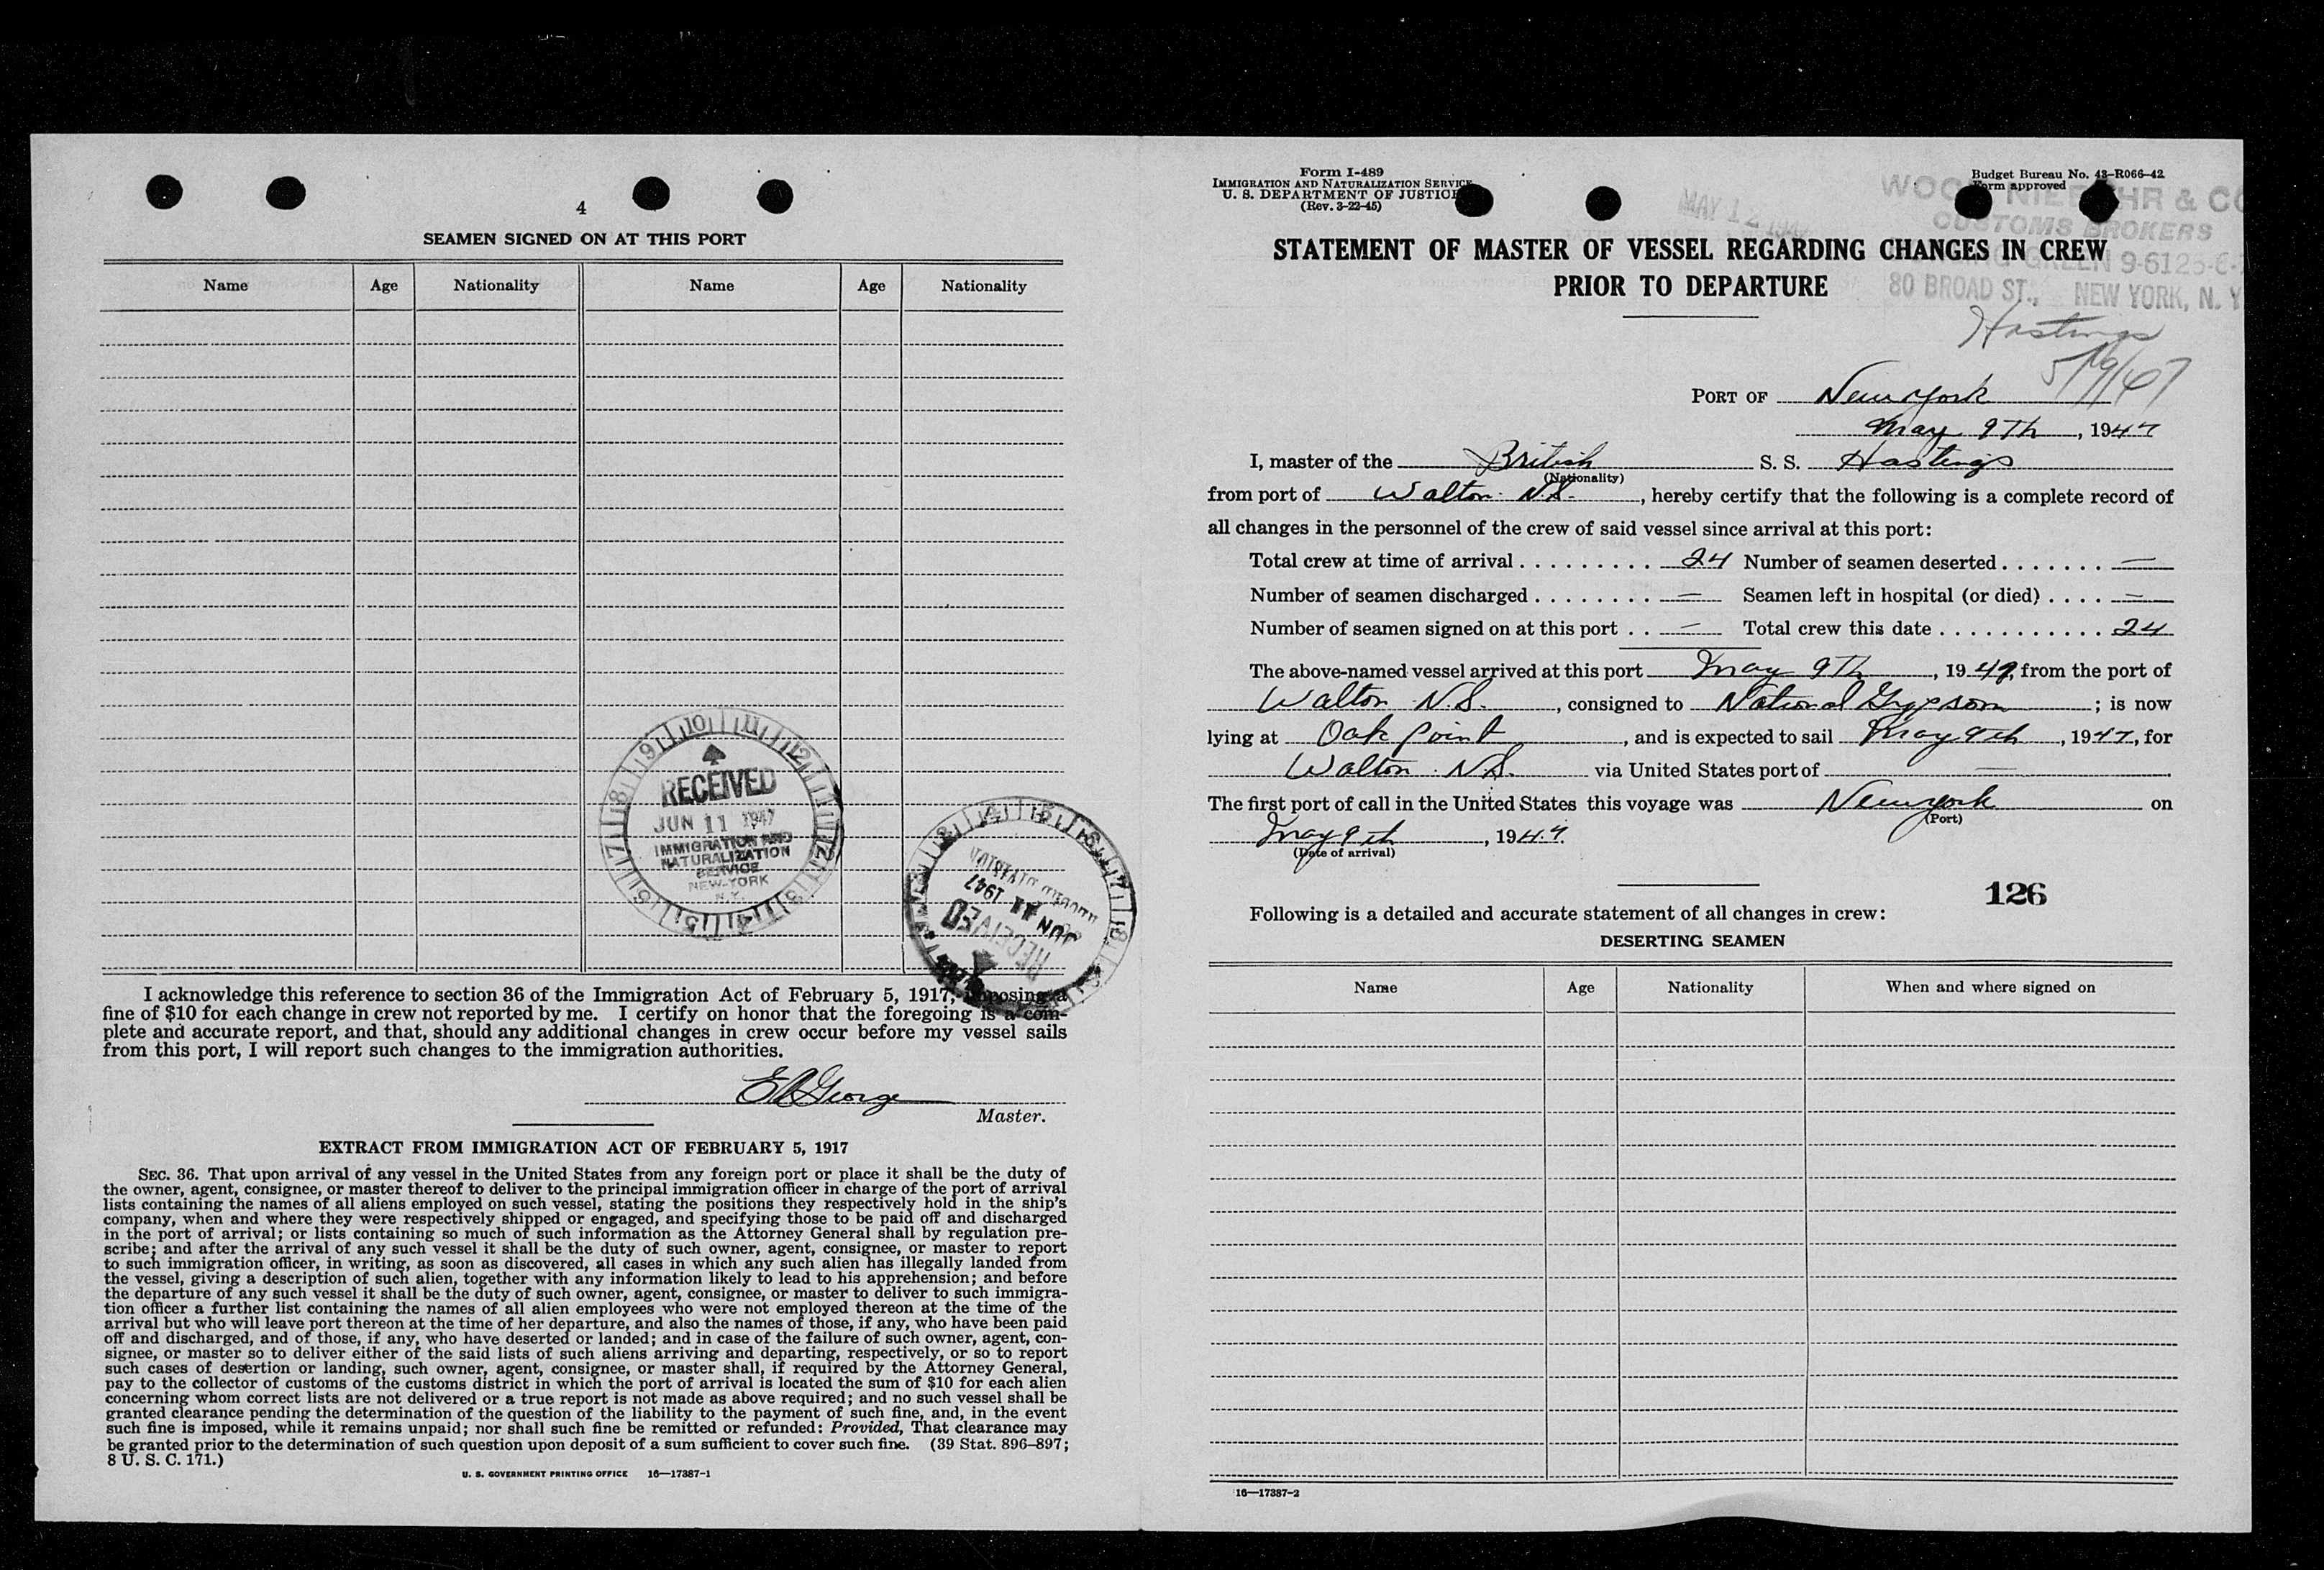 4
SEAMEN SIGNED ON AT THIS PORT
Name Age Nationality Name Age Nationality
RECEIVED
JUN 11 1947
IMMIGRATION AND
NATURALIZATION
SERVICE
NEW-YORK
N.Y.
RECEIVED
JUN 11 1947
I acknowledge this reference to section 36 of the Immigration Act of February 5, 1917, imposing a
fine of $10 for each change in crew not reported by me. I certify on honor that the foregoing is a com-
plete and accurate report, and that, should any additional changes in crew occur before my vessel sails
from this port, I will report such changes to the immigration authorities.
George
Master.
EXTRACT FROM IMMIGRATION ACT OF FEBRUARY 5, 1917
SEC. 36. That upon arrival of any vessel in the United States from any foreign port or place it shall be the duty of
the owner, agent, consignee, or master thereof to deliver to the principal immigration officer in charge of the port of arrival
lists containing the names of all aliens employed on such vessel, stating the positions they respectively hold in the ship's
company, when and where they were respectively shipped or engaged, and specifying those to be paid off and discharged
in the port of arrival; or lists containing so much of such information as the Attorney General shall by regulation pre-
scribe; and after the arrival of any such vessel it shall be the duty of such owner, agent, consignee, or master to report
to such immigration officer, in writing, as soon as discovered, all cases in which any such alien has illegally landed from
the vessel, giving a description of such alien, together with any information likely to lead to his apprehension; and before
the departure of any such vessel it shall be the duty of such owner, agent, consignee, or master to deliver to such immigra-
tion officer a further list containing the names of all alien employees who were not employed thereon at the time of the
arrival but who will leave port thereon at the time of her departure, and also the names of those, if any, who have been paid
off and discharged, and of those, if any, who have deserted or landed; and in case of the failure of such owner, agent, con-
signee, or master so to deliver either of the said lists of such aliens arriving and departing, respectively, or so to report
such cases of desertion or landing, such owner, agent, consignee, or master shall, if required by the Attorney General,
pay to the collector of customs of the customs district in which the port of arrival is located the sum of $10 for each alien
concerning whom correct lists are not delivered or a true report is not made as above required; and no such vessel shall be
granted clearance pending the determination of the question of the liability to the payment of such fine, and, in the event
such fine is imposed, while it remains unpaid; nor shall such fine be remitted or refunded: Provided, That clearance may
be granted prior to the determination of such question upon deposit of a sum sufficient to cover such fine. (39 Stat. 896–897;
8 U. S. C. 171.)
U. S. GOVERNMENT PRINTING OFFICE 16—17387-1
Form I-489
IMMIGRATION AND NATURALIZATION SERVICE
U. S. DEPARTMENT OF JUSTICE
(Rev. 3-22-45)
Budget Bureau No. 43-R066-42
Form approved
MAY 12
HR & CO
CUSTOMS BROKERS
GREEN 9-6125-6-
80 BROAD ST., NEW YORK, N. Y
STATEMENT OF MASTER OF VESSEL REGARDING CHANGES IN CREW
PRIOR TO DEPARTURE
Hastings
5/9/47
PORT OF New York
May 9th, 1947
I, master of the British S. S. Hastings
(Nationality)
from port of Walton N.S., hereby certify that the following is a complete record of
all changes in the personnel of the crew of said vessel since arrival at this port:
Total crew at time of arrival . . . . . . . . . 24 Number of seamen deserted . . . . . . . —
Number of seamen discharged . . . . . . . . — Seamen left in hospital (or died) . . . . —
Number of seamen signed on at this port . . — Total crew this date . . . . . . . . . . . 24
The above-named vessel arrived at this port May 9th, 1947, from the port of
Walton N.S., consigned to National Gypsom; is now
lying at Oak Point, and is expected to sail May 9th, 1947, for
Walton N.S. via United States port of —
The first port of call in the United States this voyage was New York on
(Port)
May 9th, 1947.
(Date of arrival)
126
Following is a detailed and accurate statement of all changes in crew:
DESERTING SEAMEN
Name Age Nationality When and where signed on
16—17387-2